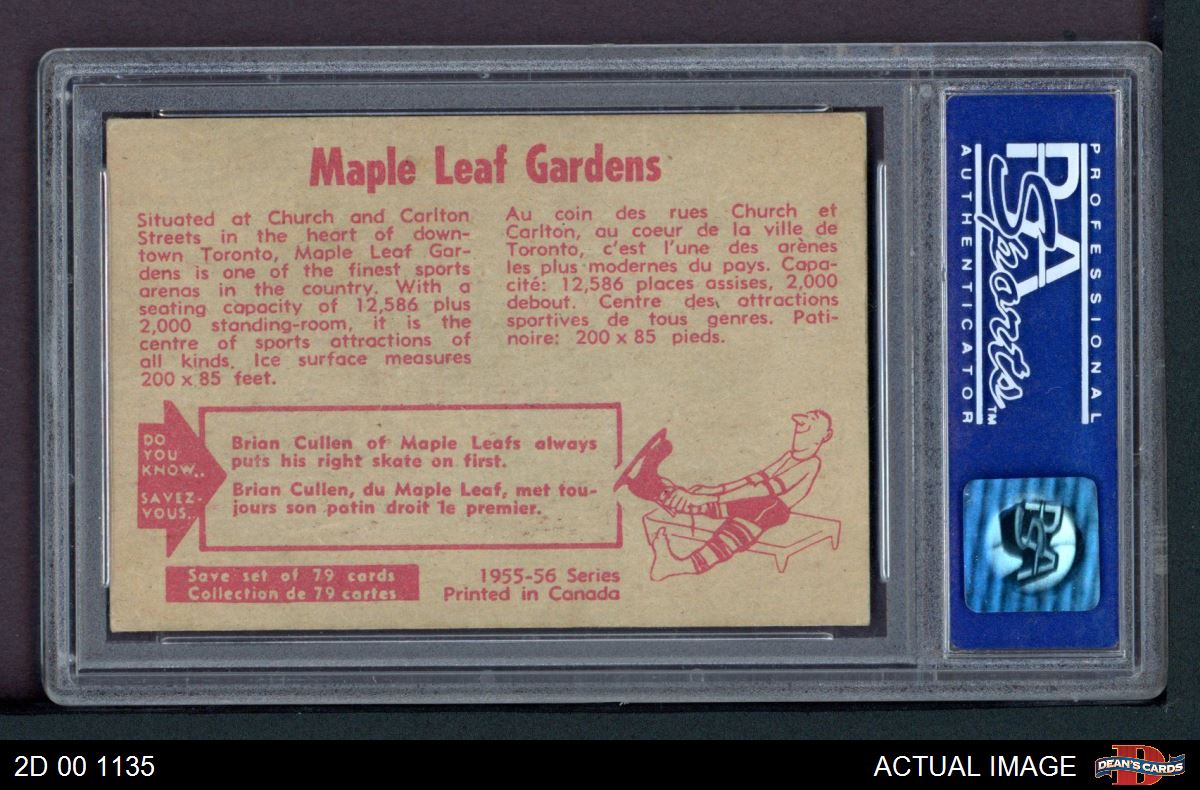 Maple Leaf Gardens
Situated at Church and Carlton
Streets in the heart of down-
town Toronto, Maple Leaf Gar-
dens is one of the finest sports
arenas in the country. With a
seating capacity of 12,586 plus
2,000 standing-room, it is the
centre of sports attractions of
all kinds. Ice surface measures
200 x 85 feet.
Au coin des rues Church et
Carlton, au coeur de la ville de
Toronto, c'est l'une des arènes
les plus modernes du pays. Capa-
cité: 12,586 places assises, 2,000
debout. Centre des attractions
sportives de tous genres. Pati-
noire: 200 x 85 pieds.
DO
YOU
KNOW..
SAVEZ-
VOUS..
Brian Cullen of Maple Leafs always
puts his right skate on first.
Brian Cullen, du Maple Leaf, met tou-
jours son patin droit le premier.
Save set of 79 cards
Collection de 79 cartes
1955-56 Series
Printed in Canada
PROFESSIONAL
PSA
Sports™
AUTHENTICATOR
PSA
2D 00 1135
ACTUAL IMAGE
D
DEAN'S CARDS